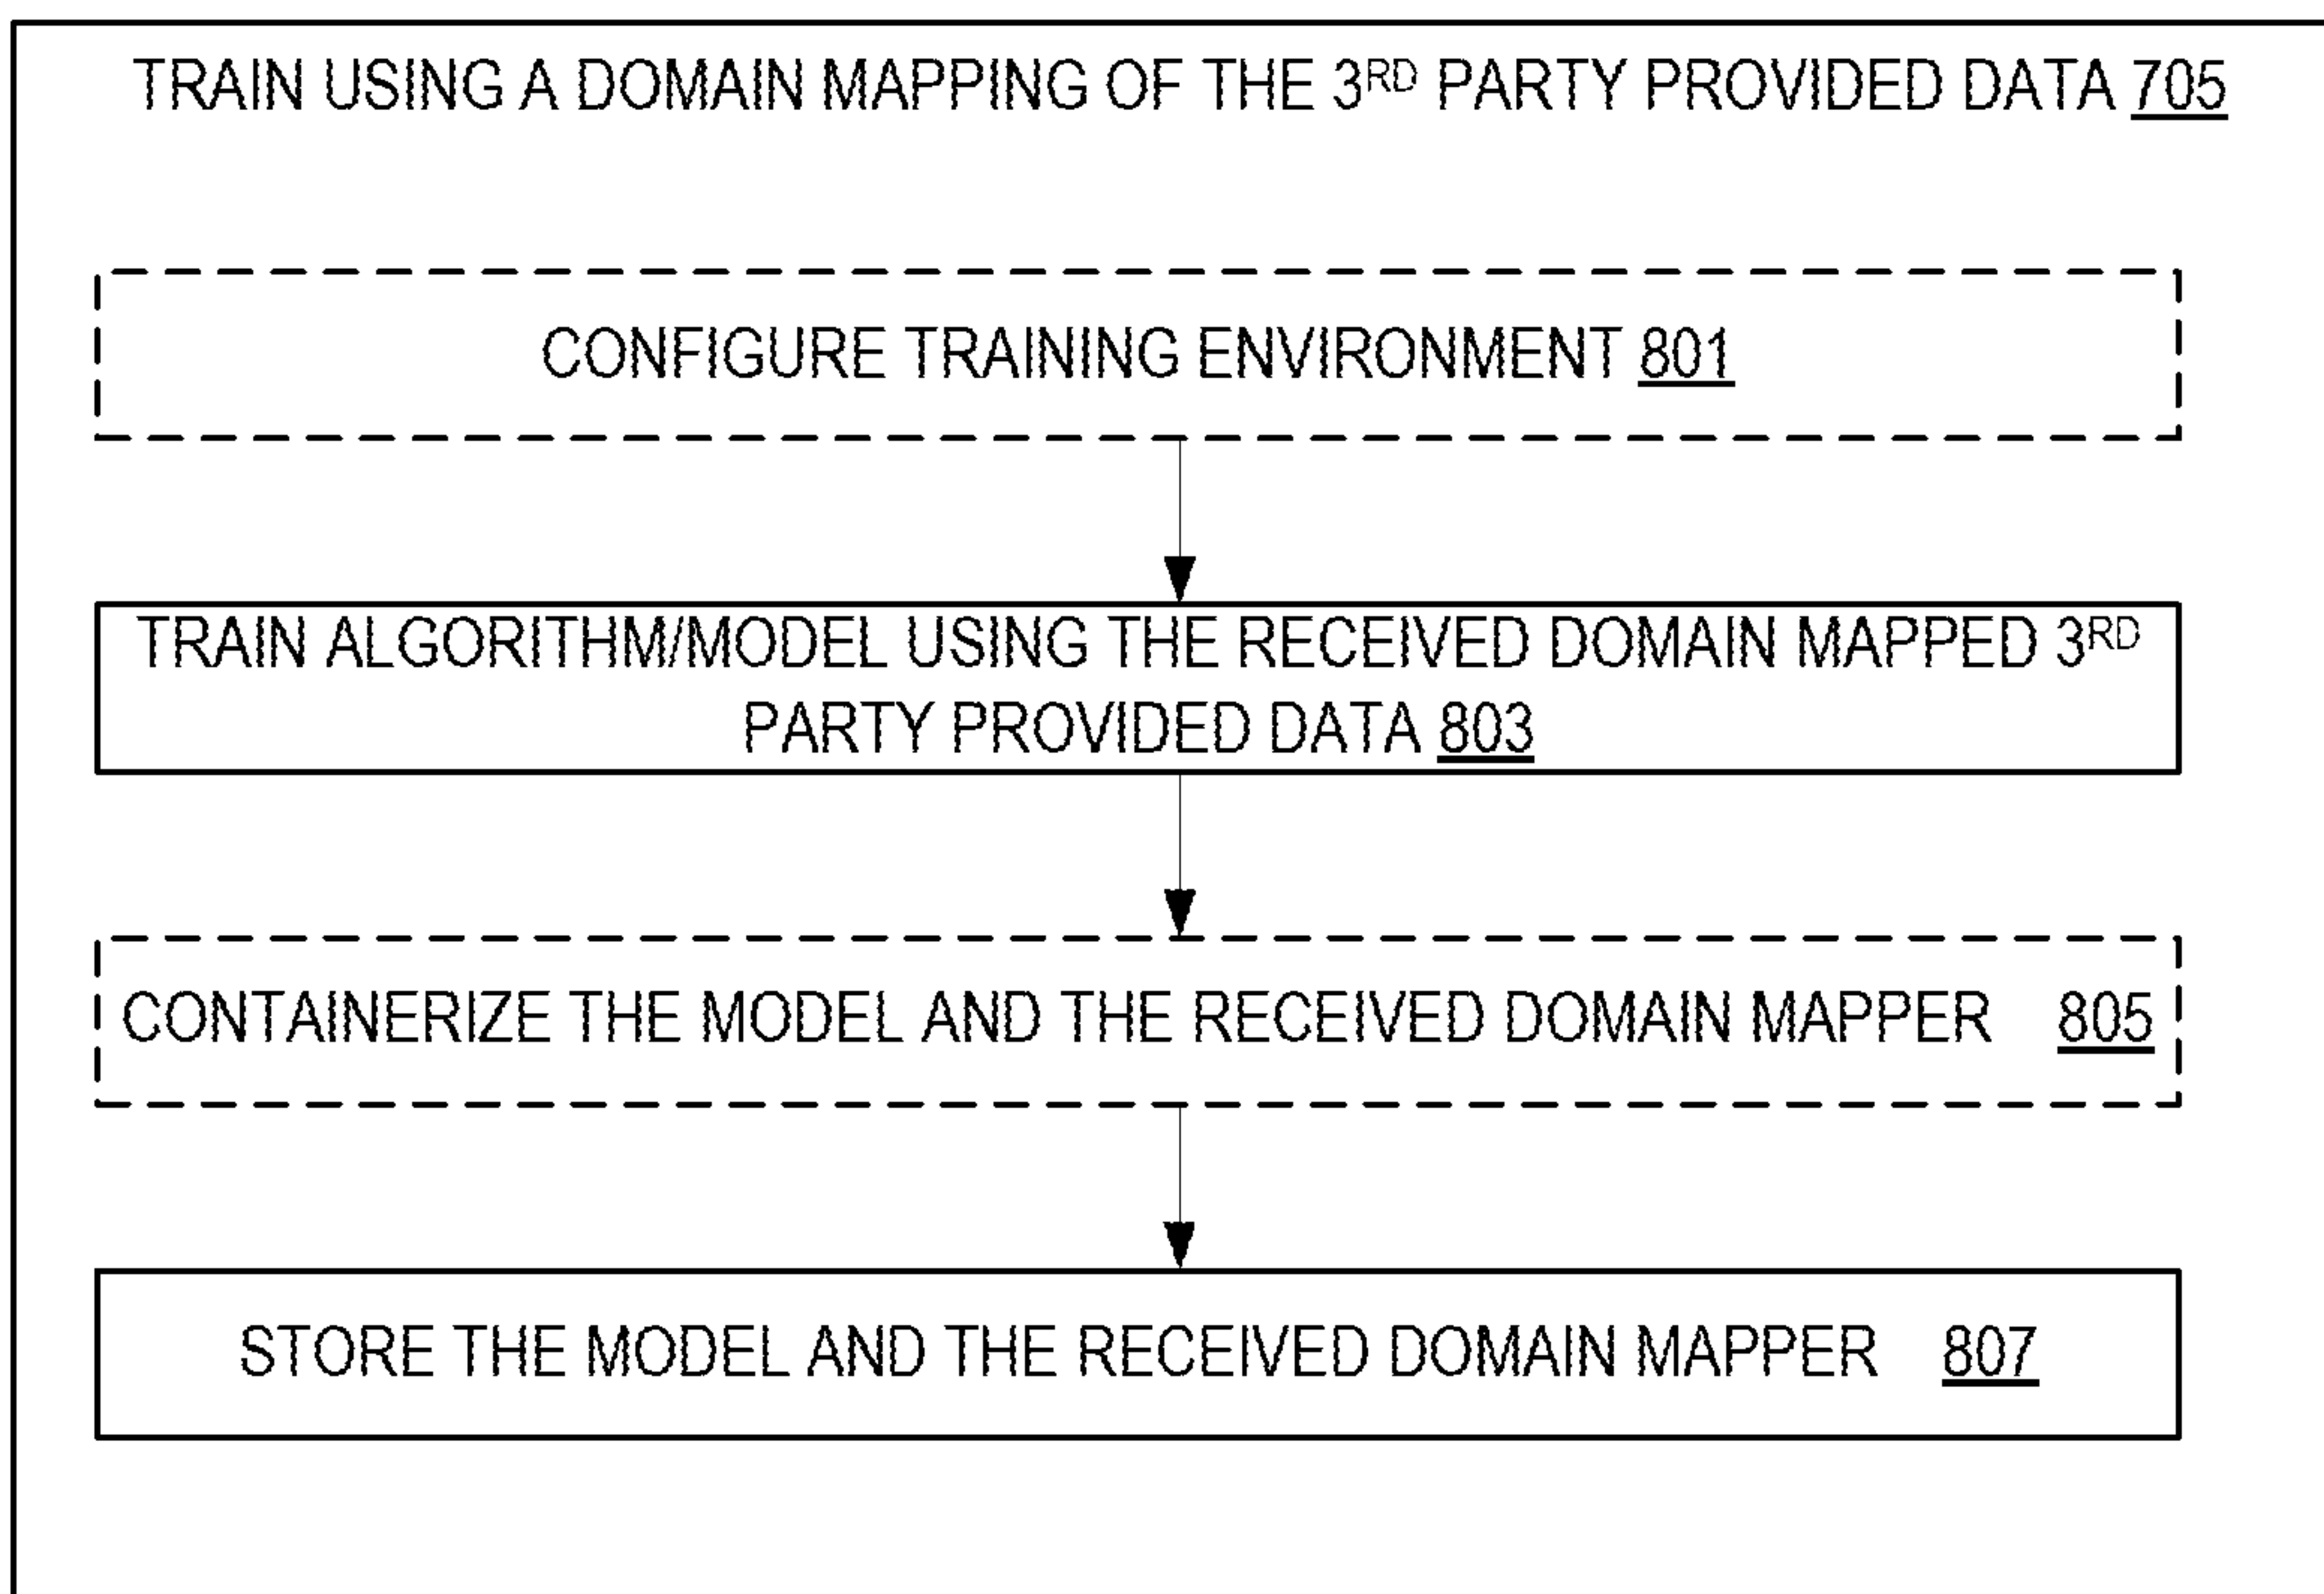 TRAIN USING A DOMAIN MAPPING OF THE 3RD PARTY PROVIDED DATA 705
CONFIGURE TRAINING ENVIRONMENT 801
TRAIN ALGORITHM/MODEL USING THE RECEIVED DOMAIN MAPPED 3RD
PARTY PROVIDED DATA 803
CONTAINERIZE THE MODEL AND THE RECEIVED DOMAIN MAPPER 805
STORE THE MODEL AND THE RECEIVED DOMAIN MAPPER 807